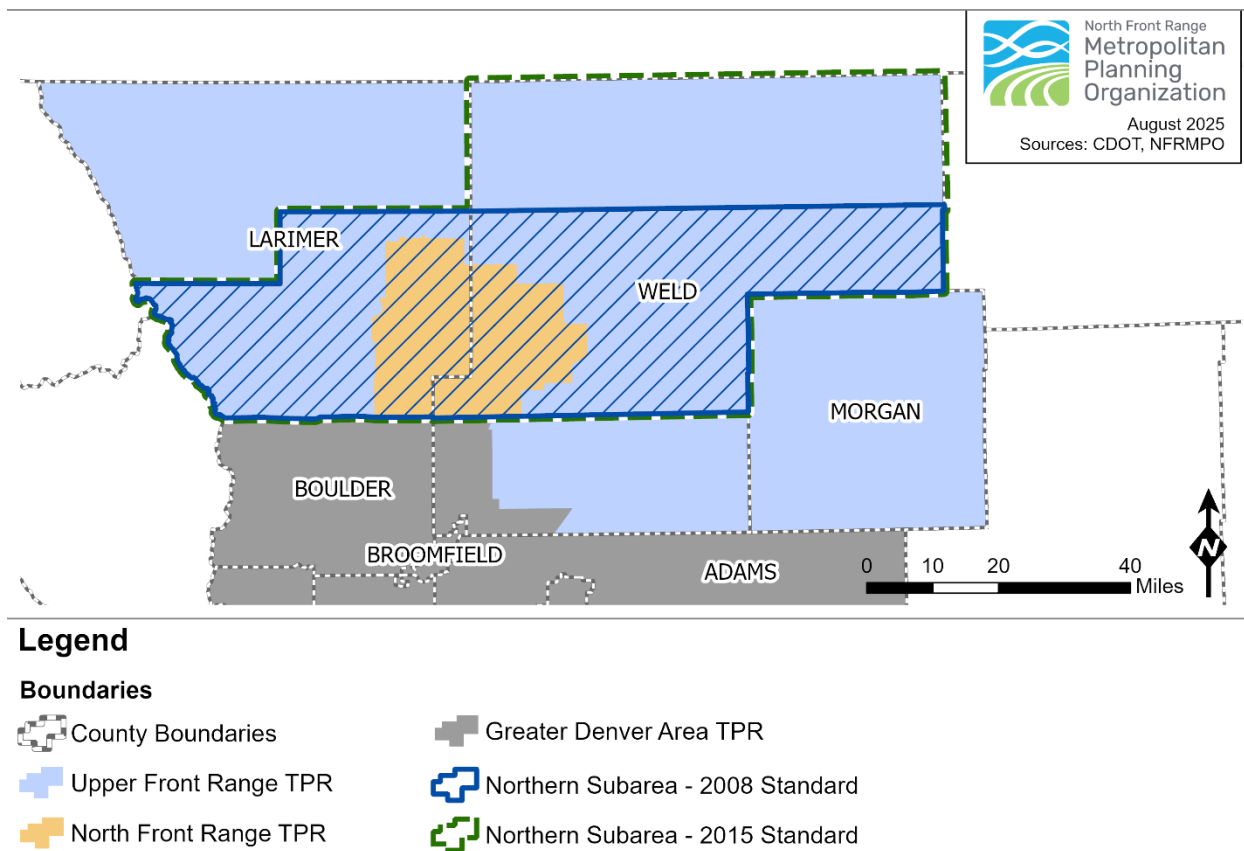 North Front Range
Metropolitan
Planning
Organization
August 2025
Sources: CDOT, NFRMPO
LARIMER
WELD
MORGAN
BOULDER
BROOMFIELD
ADAMS
N
0 10 20 40
Miles
Legend
Boundaries
County Boundaries
Upper Front Range TPR
North Front Range TPR
Greater Denver Area TPR
Northern Subarea - 2008 Standard
Northern Subarea - 2015 Standard